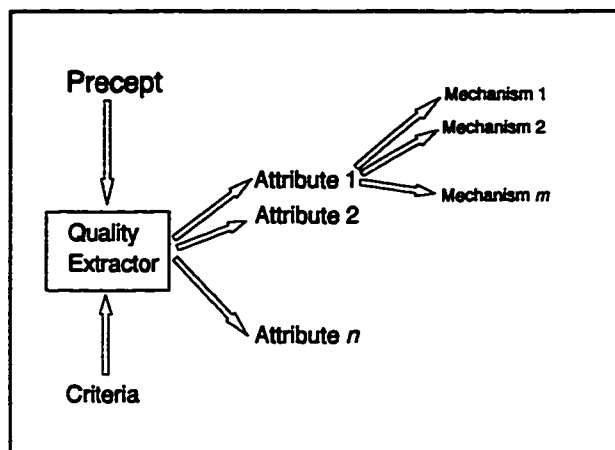 Precept
Mechanism 1
Mechanism 2
Attribute 1
Mechanism m
Attribute 2
Quality
Extractor
Attribute n
Criteria